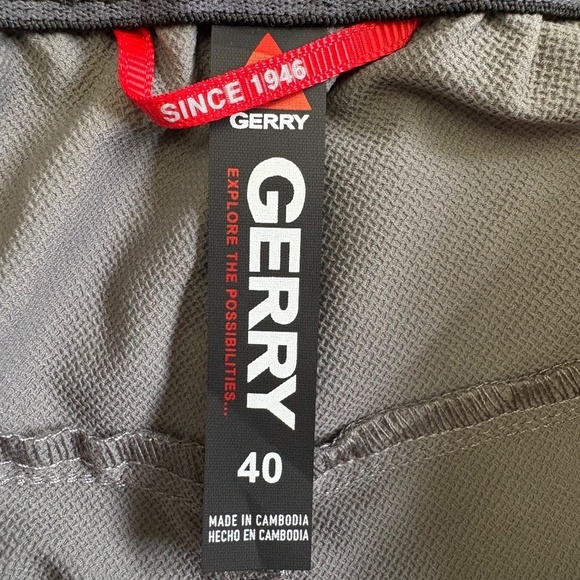 SINCE 1946
GERRY
GERRY
EXPLORE THE POSSIBILITIES...
40
MADE IN CAMBODIA
HECHO EN CAMBODIA